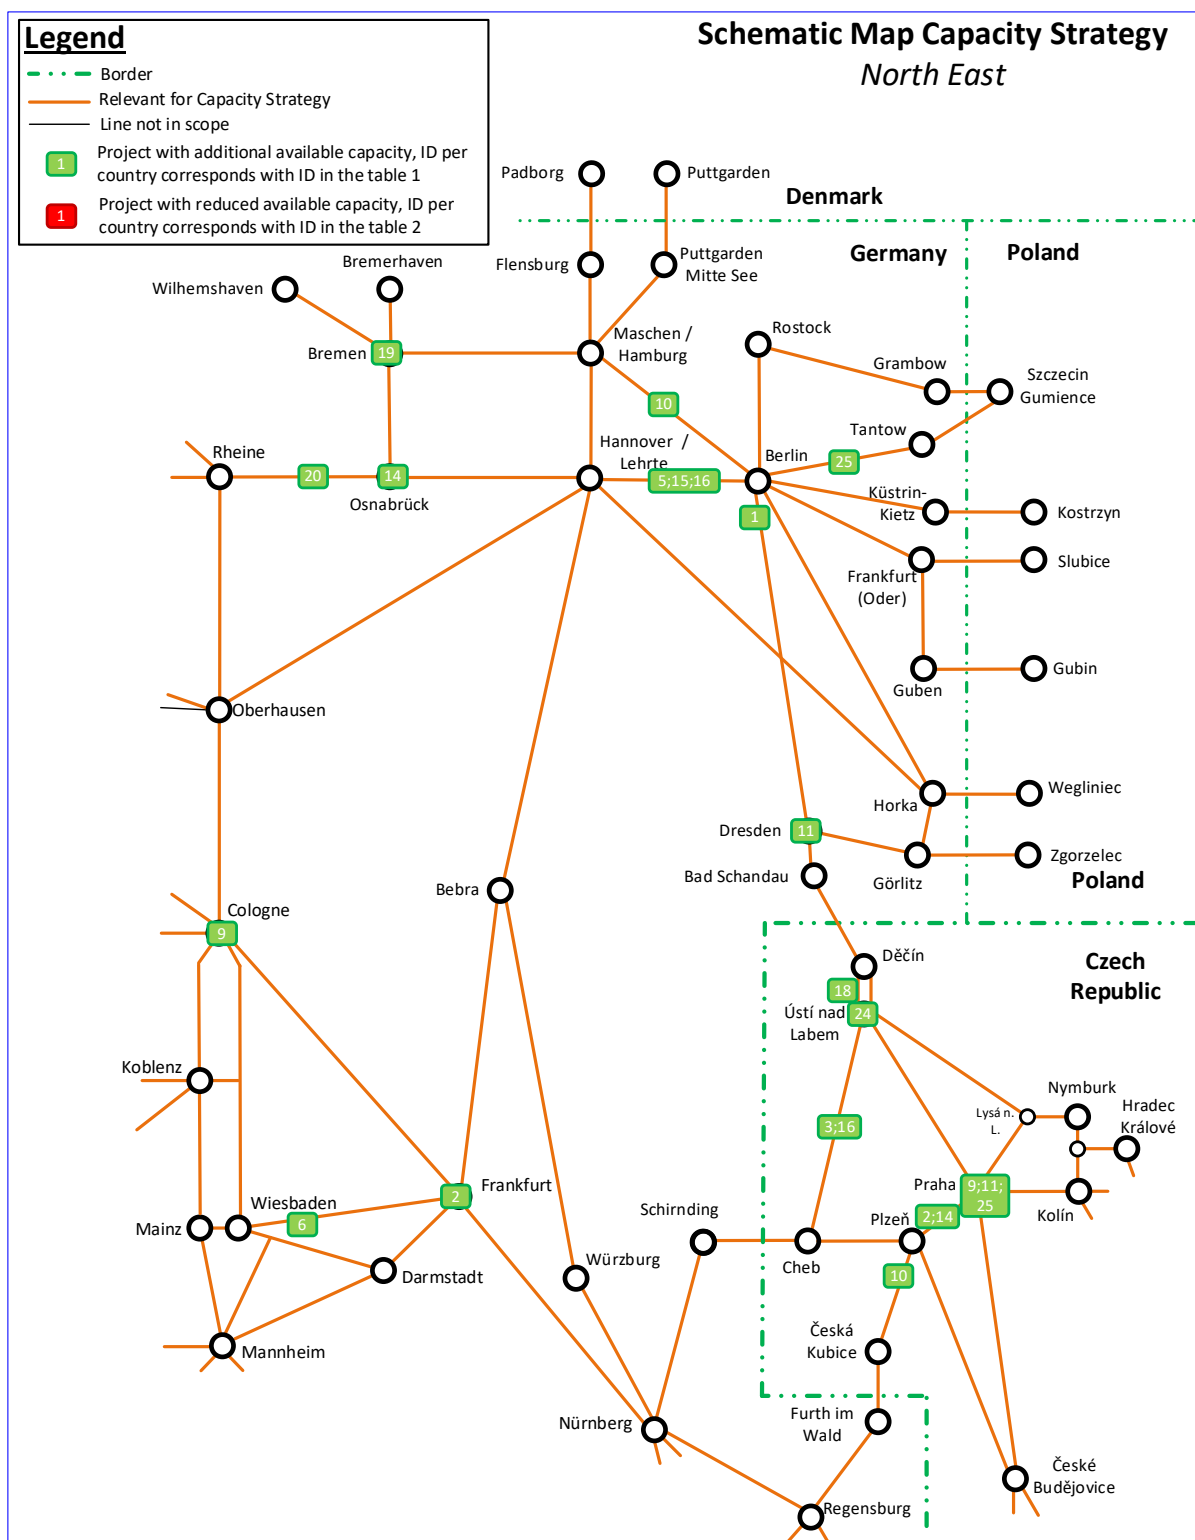 Legend
Border
Relevant for Capacity Strategy
Line not in scope
1
Project with additional available capacity, ID per
country corresponds with ID in the table 1
1
Project with reduced available capacity, ID per
country corresponds with ID in the table 2
Schematic Map Capacity Strategy
North East
Padborg
Puttgarden
Denmark
Germany
Poland
Bremerhaven
Flensburg
Puttgarden
Mitte See
Wilhemshaven
Rostock
Maschen /
Hamburg
Bremen
19
Grambow
Szczecin
Gumience
10
Tantow
Hannover /
Lehrte
Berlin
Rheine
20
14
5;15;16
25
Osnabrück
Küstrin-
Kietz
Kostrzyn
1
Frankfurt
(Oder)
Slubice
Guben
Gubin
Oberhausen
Horka
Wegliniec
Dresden
11
Görlitz
Zgorzelec
Bad Schandau
Poland
Bebra
Cologne
9
Děčín
Czech
Republic
18
Ústí nad
Labem
24
Koblenz
Nymburk
Lysá n.
L.
Hradec
Králové
3;16
Praha
9;11;
25
Kolín
Frankfurt
2
Wiesbaden
6
Mainz
Schirnding
Plzeň
2;14
Cheb
Würzburg
Darmstadt
10
Mannheim
Česká
Kubice
Nürnberg
Furth im
Wald
České
Budějovice
Regensburg